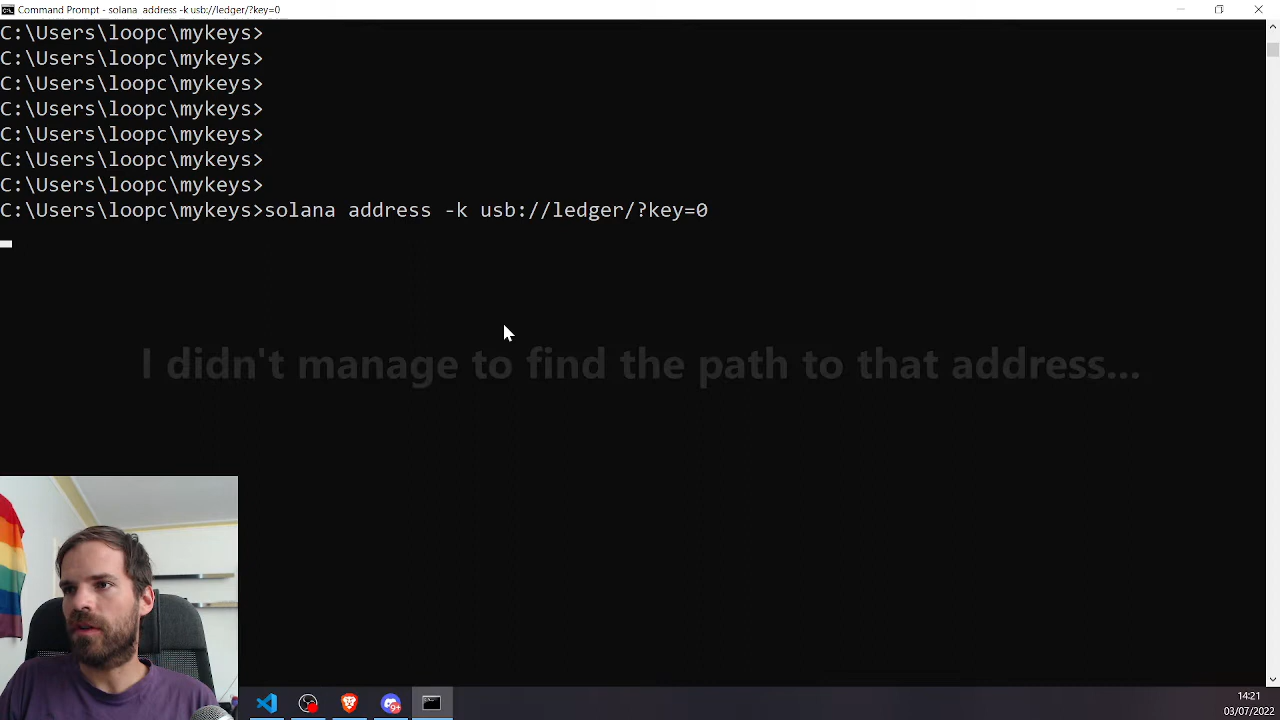 Command Prompt - solana  address -k usb://ledger/?key=0
C:\Users\loopc\mykeys>
C:\Users\loopc\mykeys>
C:\Users\loopc\mykeys>
C:\Users\loopc\mykeys>
C:\Users\loopc\mykeys>
C:\Users\loopc\mykeys>
C:\Users\loopc\mykeys>
C:\Users\loopc\mykeys>solana address -k usb://ledger/?key=0
I didn't manage to find the path to that address...
9+
14:21
03/07/2022